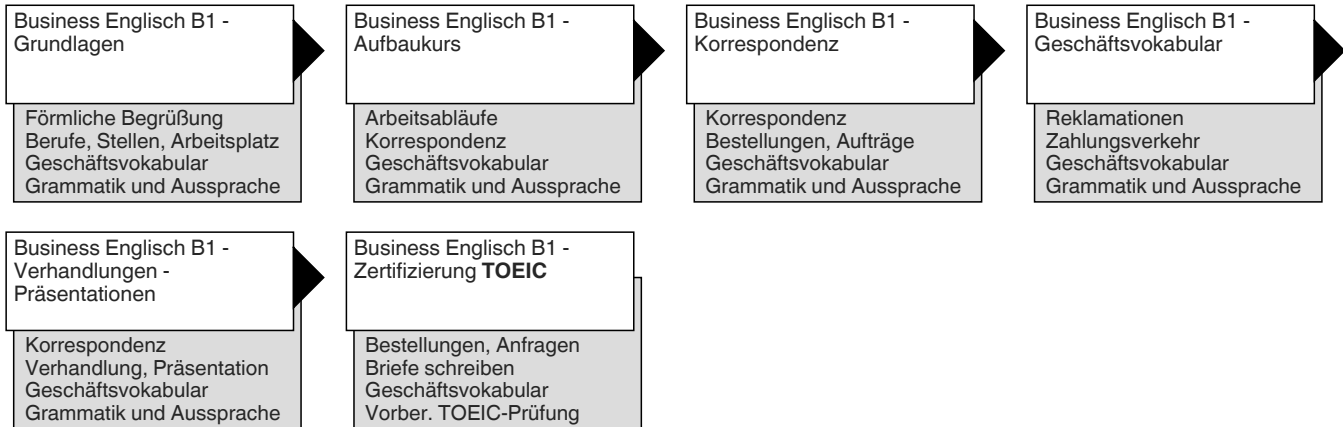 Business Englisch B1 -
Grundlagen
Förmliche Begrüßung
Berufe, Stellen, Arbeitsplatz
Geschäftsvokabular
Grammatik und Aussprache
Business Englisch B1 -
Aufbaukurs
Arbeitsabläufe
Korrespondenz
Geschäftsvokabular
Grammatik und Aussprache
Business Englisch B1 -
Korrespondenz
Korrespondenz
Bestellungen, Aufträge
Geschäftsvokabular
Grammatik und Aussprache
Business Englisch B1 -
Geschäftsvokabular
Reklamationen
Zahlungsverkehr
Geschäftsvokabular
Grammatik und Aussprache
Business Englisch B1 -
Verhandlungen -
Präsentationen
Korrespondenz
Verhandlung, Präsentation
Geschäftsvokabular
Grammatik und Aussprache
Business Englisch B1 -
Zertifizierung TOEIC
Bestellungen, Anfragen
Briefe schreiben
Geschäftsvokabular
Vorber. TOEIC-Prüfung